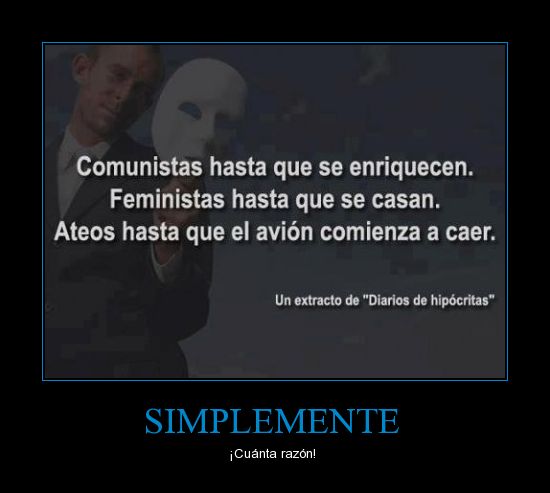 Comunistas hasta que se enriquecen.
Feministas hasta que se casan.
Ateos hasta que el avión comienza a caer.
Un extracto de "Diarios de hipócritas"
SIMPLEMENTE
¡Cuánta razón!